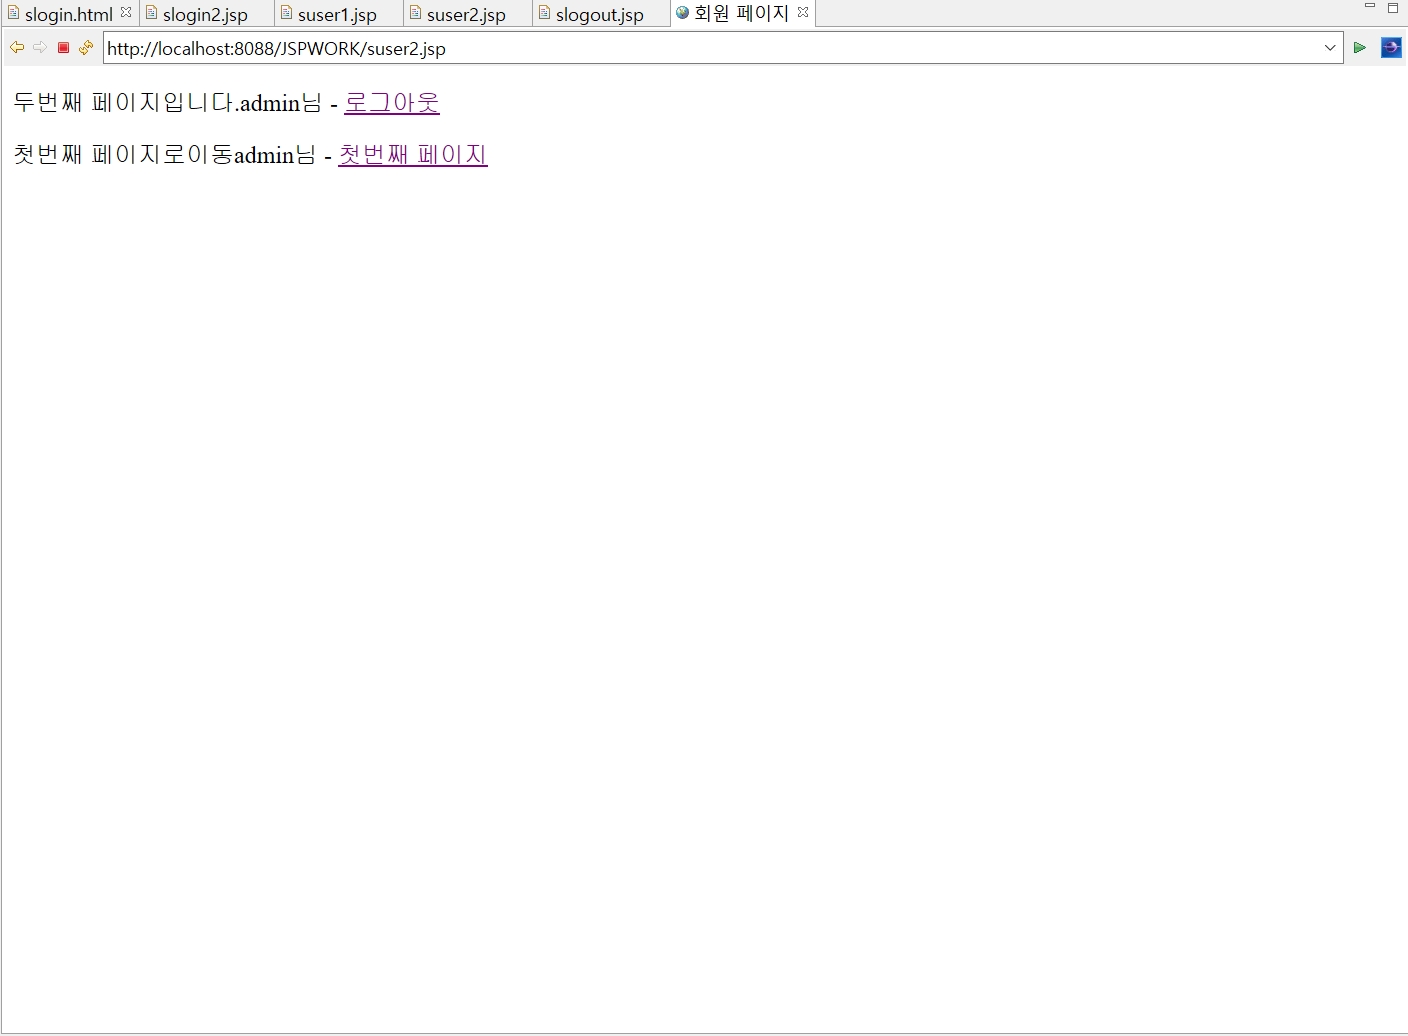 slogin.html slogin2.jsp suser1.jsp suser2.jsp slogout.jsp 회원 페이지
http://localhost:8088/JSPWORK/suser2.jsp
두번째 페이지입니다.admin님 - 로그아웃
첫번째 페이지로이동admin님 - 첫번째 페이지